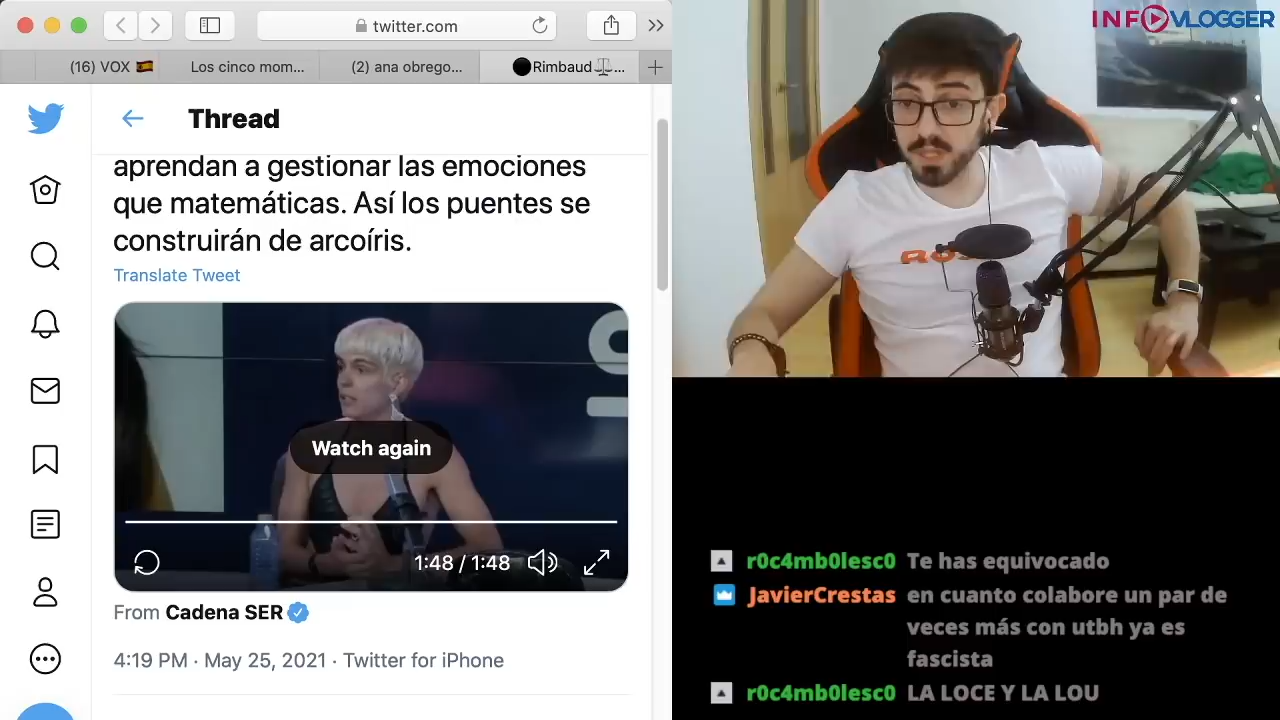 twitter.com
(16) VOX 🇪🇸
Los cinco mom...
(2) ana obrego...
Rimbaud ...
Thread
aprendan a gestionar las emociones
que matemáticas. Así los puentes se
construirán de arcoíris.
Translate Tweet
Watch again
1:48 / 1:48
From Cadena SER
4:19 PM · May 25, 2021 · Twitter for iPhone
INFOVLOGGER
r0c4mb0lesc0 Te has equivocado
JavierCrestas en cuanto colabore un par de
veces más con utbh ya es
fascista
r0c4mb0lesc0 LA LOCE Y LA LOU